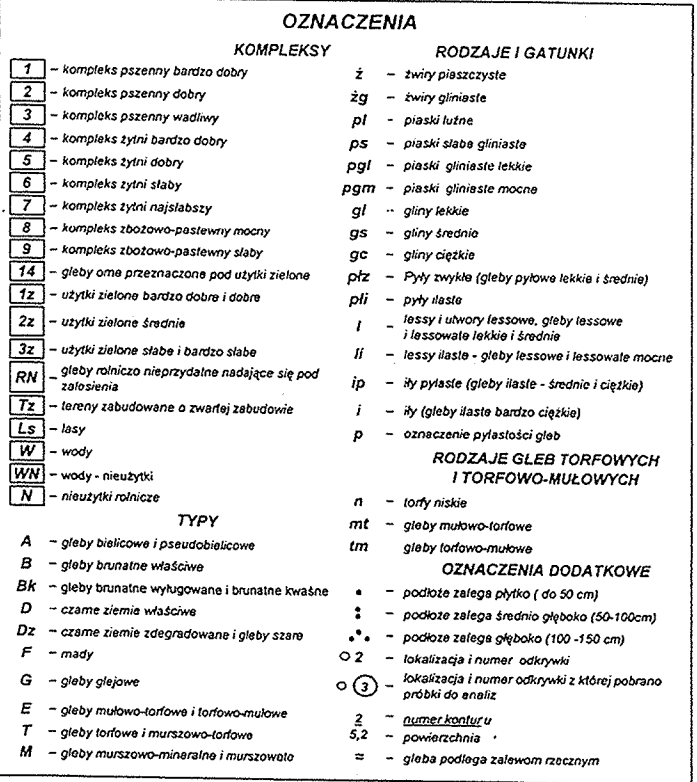 OZNACZENIA
KOMPLEKSY
1 – kompleks pszenny bardzo dobry
2 – kompleks pszenny dobry
3 – kompleks pszenny wadliwy
4 – kompleks żytni bardzo dobry
5 – kompleks żytni dobry
6 – kompleks żytni słaby
7 – kompleks żytni najsłabszy
8 – kompleks zbożowo-pastewny mocny
9 – kompleks zbożowo-pastewny słaby
14 – gleby orne przeznaczone pod użytki zielone
1z – użytki zielone bardzo dobre i dobre
2z – użytki zielone średnie
3z – użytki zielone słabe i bardzo słabe
RN – gleby rolniczo nieprzydatne nadające się pod
zalesienia
Tz – tereny zabudowane o zwartej zabudowie
Ls – lasy
W – wody
WN – wody - nieużytki
N – nieużytki rolnicze
TYPY
A – gleby bielicowe i pseudobielicowe
B – gleby brunatne właściwe
Bk – gleby brunatne wyługowane i brunatne kwaśne
D – czarne ziemie właściwe
Dz – czarne ziemie zdegradowane i gleby szare
F – mady
G – gleby glejowe
E – gleby mułowo-torfowe i torfowo-mułowe
T – gleby torfowe i murszowo-torfowe
M – gleby murszowo-mineralne i murszowate
RODZAJE I GATUNKI
ż – żwiry piaszczyste
żg – żwiry gliniaste
pl – piaski luźne
ps – piaski słabo gliniaste
pgl – piaski gliniaste lekkie
pgm – piaski gliniaste mocne
gl – gliny lekkie
gs – gliny średnie
gc – gliny ciężkie
płz – Pyły zwykłe (gleby pyłowe lekkie i średnie)
płi – pyły ilaste
l – lessy i utwory lessowe, gleby lessowe
i lessowate lekkie i średnie
li – lessy ilaste - gleby lessowe i lessowate mocne
ip – iły pylaste (gleby ilaste - średnie i ciężkie)
i – iły (gleby ilaste bardzo ciężkie)
p – oznaczenie pylastości gleb
RODZAJE GLEB TORFOWYCH
I TORFOWO-MUŁOWYCH
n – torfy niskie
mt – gleby mułowo-torfowe
tm gleby torfowo-mułowe
OZNACZENIA DODATKOWE
• – podłoże zalega płytko ( do 50 cm)
: – podłoże zalega średnio głęboko (50-100cm)
∴ – podłoże zalega głęboko (100 -150 cm)
○ 2 – lokalizacja i numer odkrywki
○ ③ – lokalizacja i numer odkrywki z której pobrano
próbki do analiz
2 – numer konturu
5,2 – powierzchnia
≈ – gleba podlega zalewom rzecznym